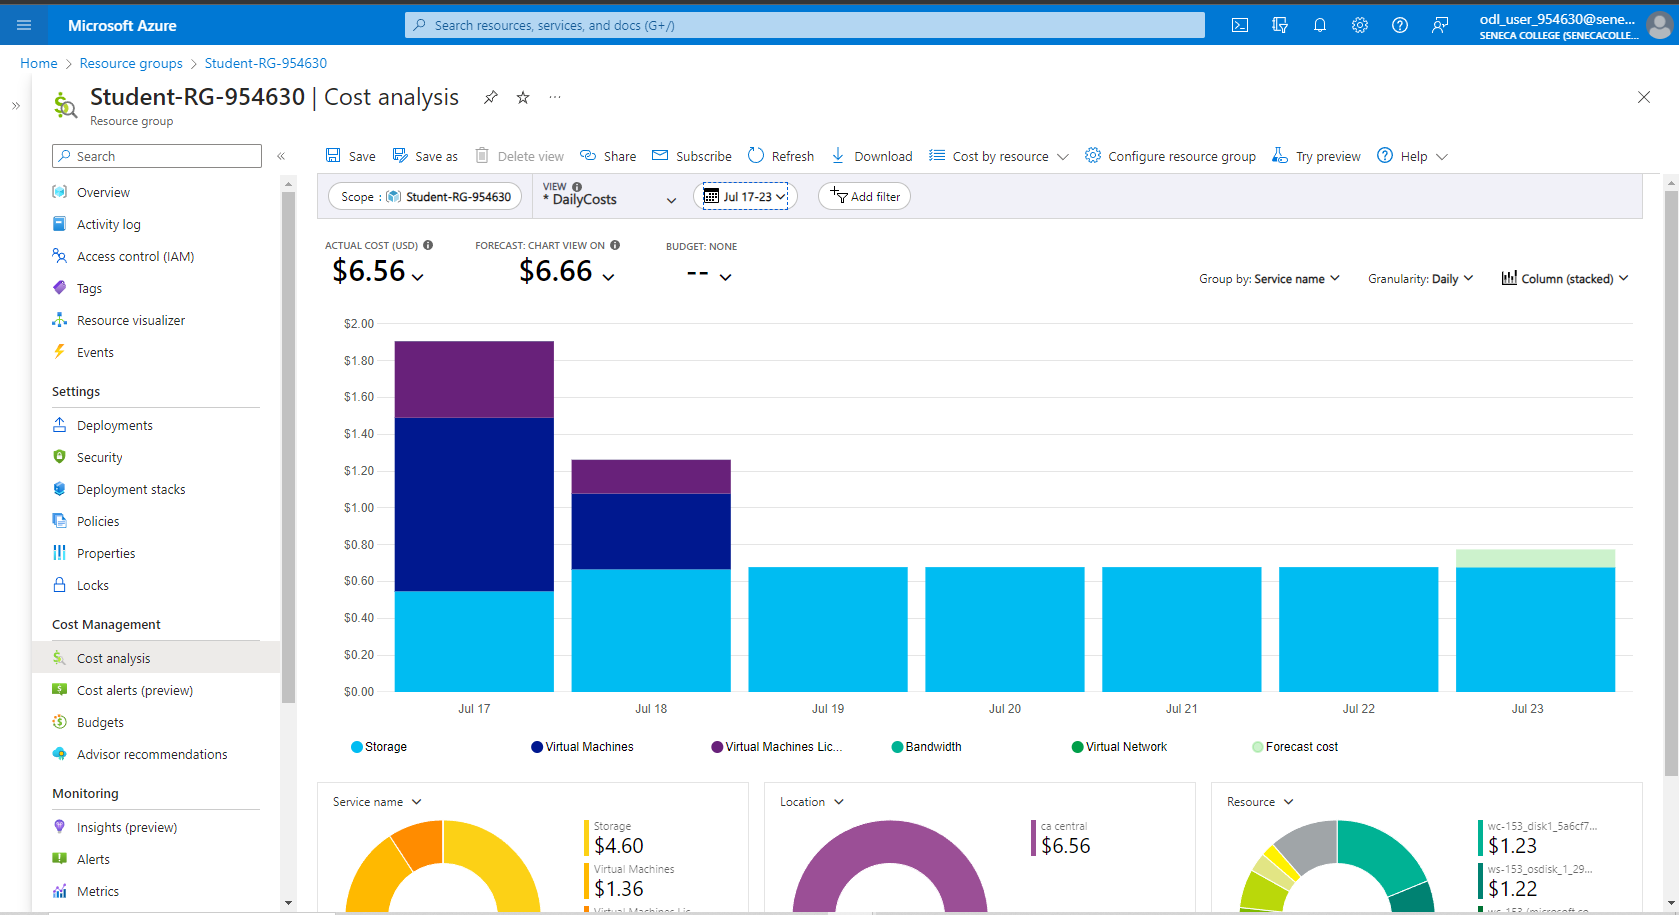 Microsoft Azure
Search resources, services, and docs (G+/)
odl_user_954630@sene...
SENECA COLLEGE (SENECACOLLE...
Home > Resource groups > Student-RG-954630
Student-RG-954630 | Cost analysis
Resource group
Search
Save
Save as
Delete view
Share
Subscribe
Refresh
Download
Cost by resource
Configure resource group
Try preview
Help
Overview
Activity log
Access control (IAM)
Tags
Resource visualizer
Events
Settings
Deployments
Security
Deployment stacks
Policies
Properties
Locks
Cost Management
Cost analysis
Cost alerts (preview)
Budgets
Advisor recommendations
Monitoring
Insights (preview)
Alerts
Metrics
Scope : Student-RG-954630
VIEW
* DailyCosts
Jul 17-23
Add filter
ACTUAL COST (USD)
$6.56
FORECAST: CHART VIEW ON
$6.66
BUDGET: NONE
--
Group by: Service name
Granularity: Daily
Column (stacked)
$2.00
$1.80
$1.60
$1.40
$1.20
$1.00
$0.80
$0.60
$0.40
$0.20
$0.00
Jul 17
Jul 18
Jul 19
Jul 20
Jul 21
Jul 22
Jul 23
Storage
Virtual Machines
Virtual Machines Lic...
Bandwidth
Virtual Network
Forecast cost
Service name
Storage
$4.60
Virtual Machines
$1.36
Virtual Machines Lic
Location
ca central
$6.56
Resource
wc-153_disk1_5a6cf7...
$1.23
ws-153_osdisk_1_29...
$1.22